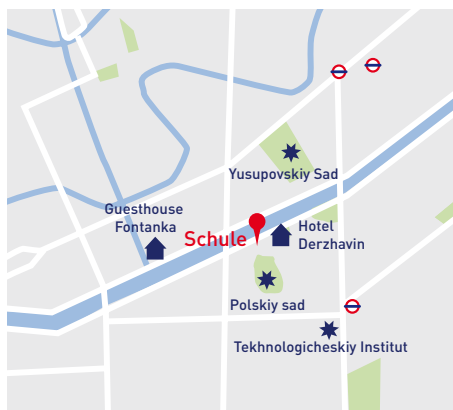 Yusupovskiy Sad
Guesthouse
Fontanka
Hotel
Derzhavin
Schule
Polskiy sad
Tekhnologicheskiy Institut